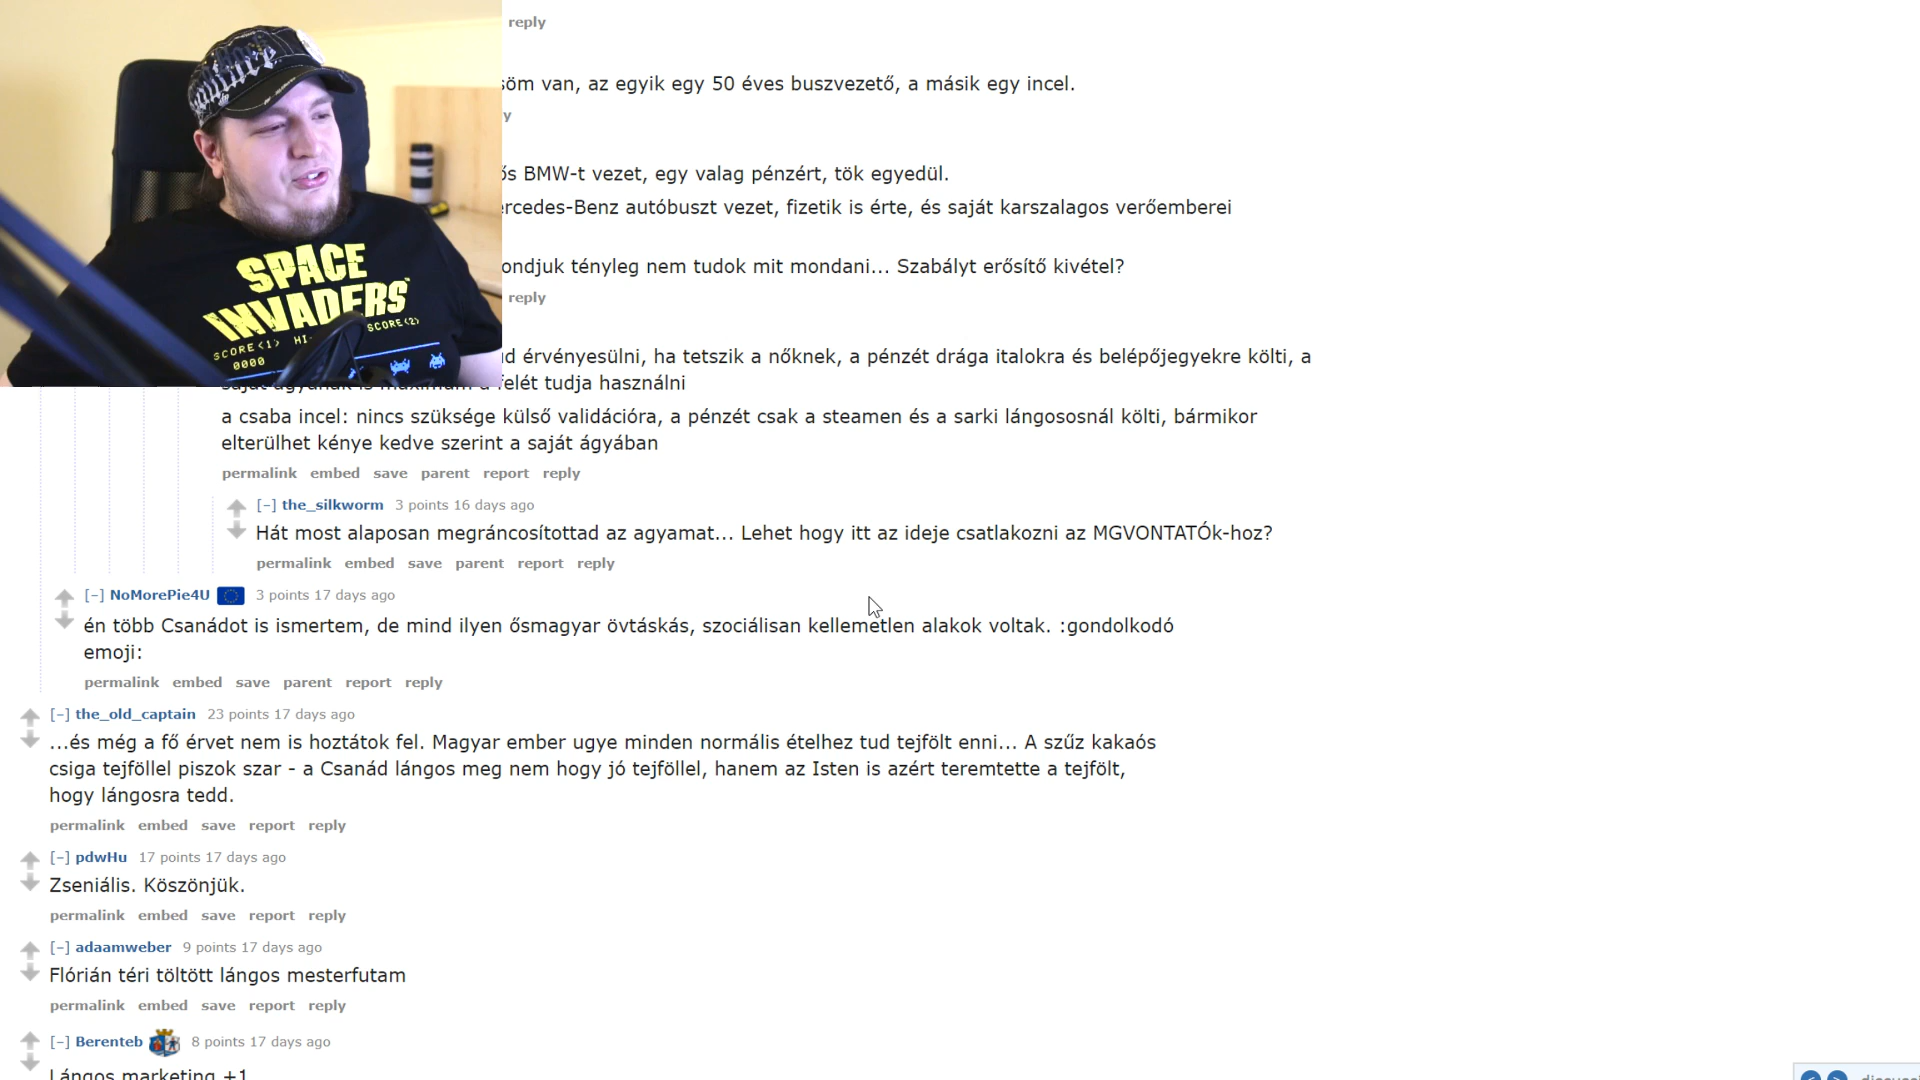 reply
söm van, az egyik egy 50 éves buszvezető, a másik egy incel.
ős BMW-t vezet, egy valag pénzért, tök egyedül.
ercedes-Benz autóbuszt vezet, fizetik is érte, és saját karszalagos verőemberei
SPACE
INVADERS
SCORE<1> HI- SCORE<2>
0000
ondjuk tényleg nem tudok mit mondani... Szabályt erősítő kivétel?
reply
d érvényesülni, ha tetszik a nőknek, a pénzét drága italokra és belépőjegyekre költi, a
felét tudja használni
a csaba incel: nincs szüksége külső validációra, a pénzét csak a steamen és a sarki lángososnál költi, bármikor
elterülhet kénye kedve szerint a saját ágyában
permalink embed save parent report reply
[–] the_silkworm 3 points 16 days ago
Hát most alaposan megráncosítottad az agyamat... Lehet hogy itt az ideje csatlakozni az MGVONTATÓk-hoz?
permalink embed save parent report reply
[–] NoMorePie4U 3 points 17 days ago
én több Csanádot is ismertem, de mind ilyen ősmagyar övtáskás, szociálisan kellemetlen alakok voltak. :gondolkodó
emoji:
permalink embed save parent report reply
[–] the_old_captain 23 points 17 days ago
...és még a fő érvet nem is hoztátok fel. Magyar ember ugye minden normális ételhez tud tejfölt enni... A szűz kakaós
csiga tejföllel piszok szar - a Csanád lángos meg nem hogy jó tejföllel, hanem az Isten is azért teremtette a tejfölt,
hogy lángosra tedd.
permalink embed save report reply
[–] pdwHu 17 points 17 days ago
Zseniális. Köszönjük.
permalink embed save report reply
[–] adaamweber 9 points 17 days ago
Flórián téri töltött lángos mesterfutam
permalink embed save report reply
[–] Berenteb 8 points 17 days ago
Lángos marketing +1